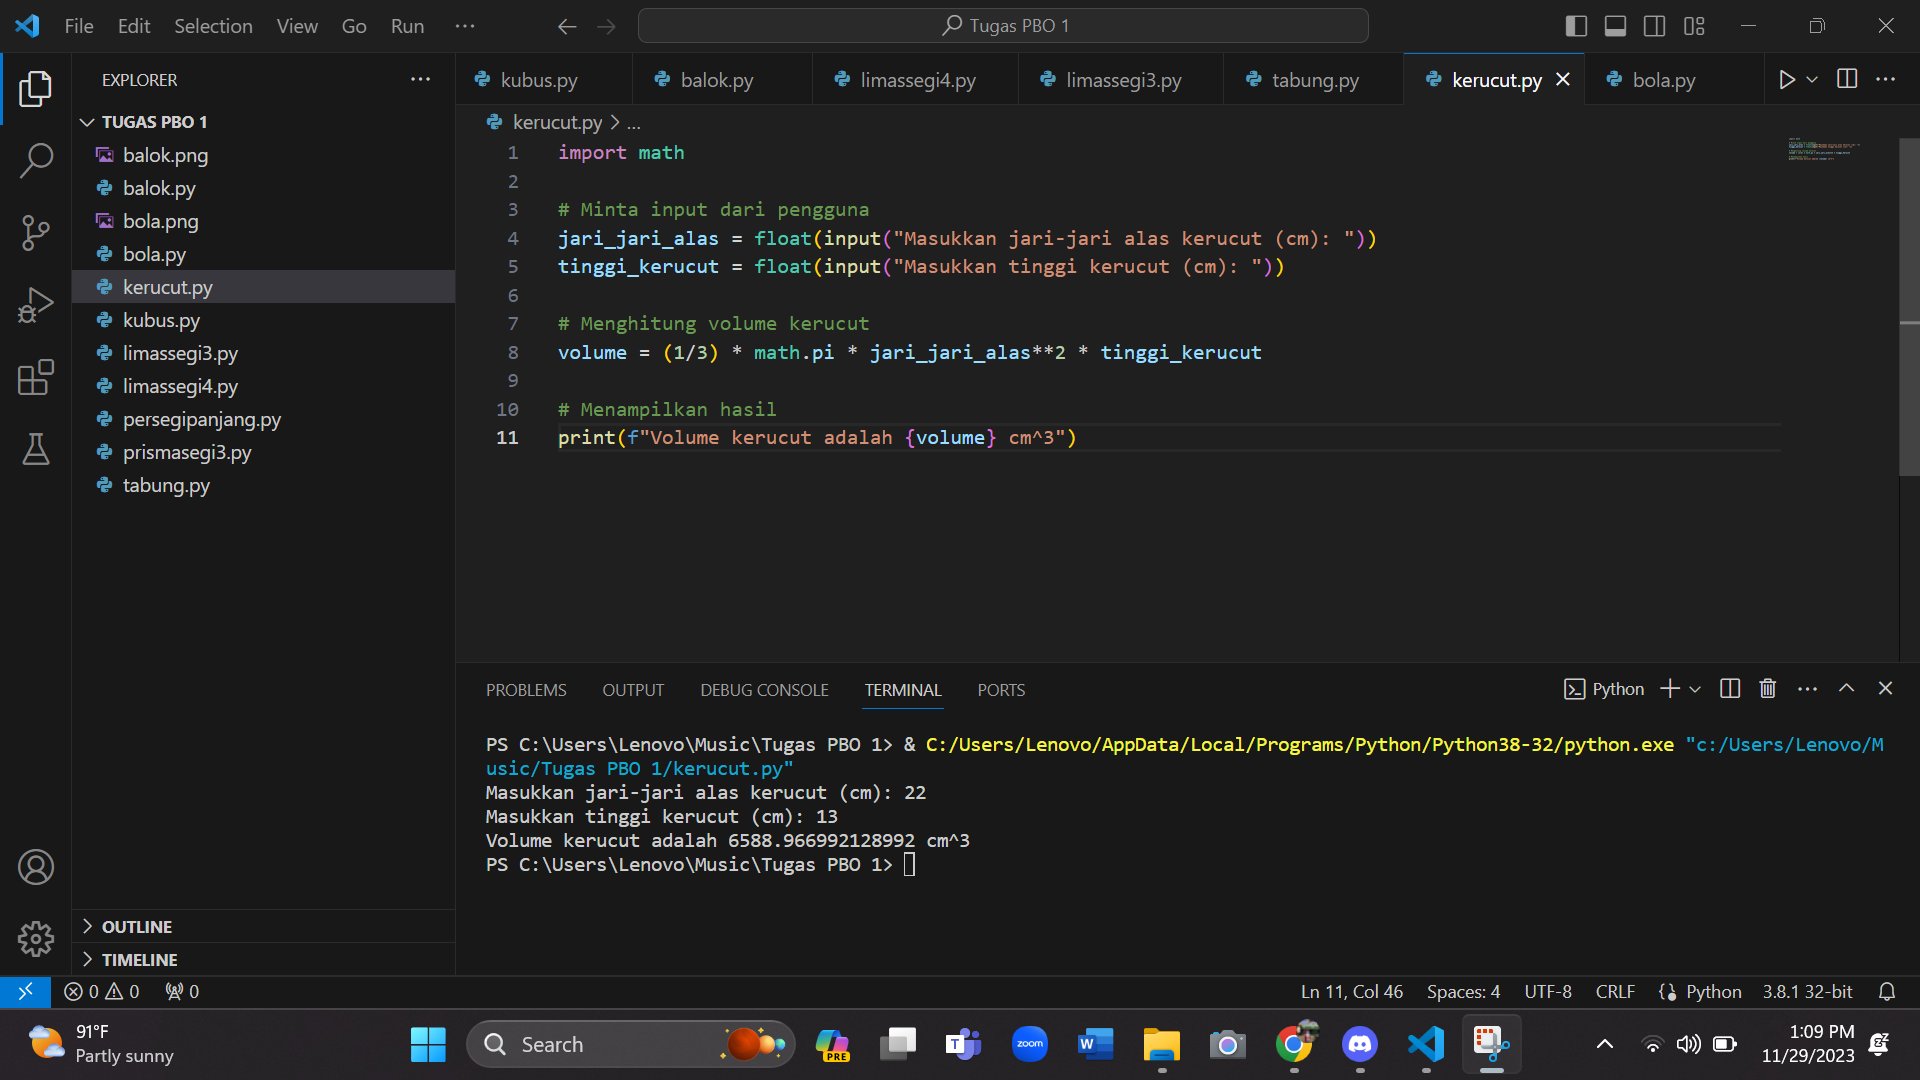 File Edit Selection View Go Run ··· Tugas PBO 1
EXPLORER ···
kubus.py balok.py limassegi4.py limassegi3.py tabung.py kerucut.py bola.py
TUGAS PBO 1
balok.png
balok.py
bola.png
bola.py
kerucut.py
kubus.py
limassegi3.py
limassegi4.py
persegipanjang.py
prismasegi3.py
tabung.py
OUTLINE
TIMELINE
kerucut.py > ...
1 import math
2
3 # Minta input dari pengguna
4 jari_jari_alas = float(input("Masukkan jari-jari alas kerucut (cm): "))
5 tinggi_kerucut = float(input("Masukkan tinggi kerucut (cm): "))
6
7 # Menghitung volume kerucut
8 volume = (1/3) * math.pi * jari_jari_alas**2 * tinggi_kerucut
9
10 # Menampilkan hasil
11 print(f"Volume kerucut adalah {volume} cm^3")
PROBLEMS OUTPUT DEBUG CONSOLE TERMINAL PORTS Python
PS C:\Users\Lenovo\Music\Tugas PBO 1> & C:/Users/Lenovo/AppData/Local/Programs/Python/Python38-32/python.exe "c:/Users/Lenovo/M
usic/Tugas PBO 1/kerucut.py"
Masukkan jari-jari alas kerucut (cm): 22
Masukkan tinggi kerucut (cm): 13
Volume kerucut adalah 6588.966992128992 cm^3
PS C:\Users\Lenovo\Music\Tugas PBO 1>
0 0 0 Ln 11, Col 46 Spaces: 4 UTF-8 CRLF Python 3.8.1 32-bit
91°F
Partly sunny
Search
PRE
T
zoom
W
1:09 PM
11/29/2023